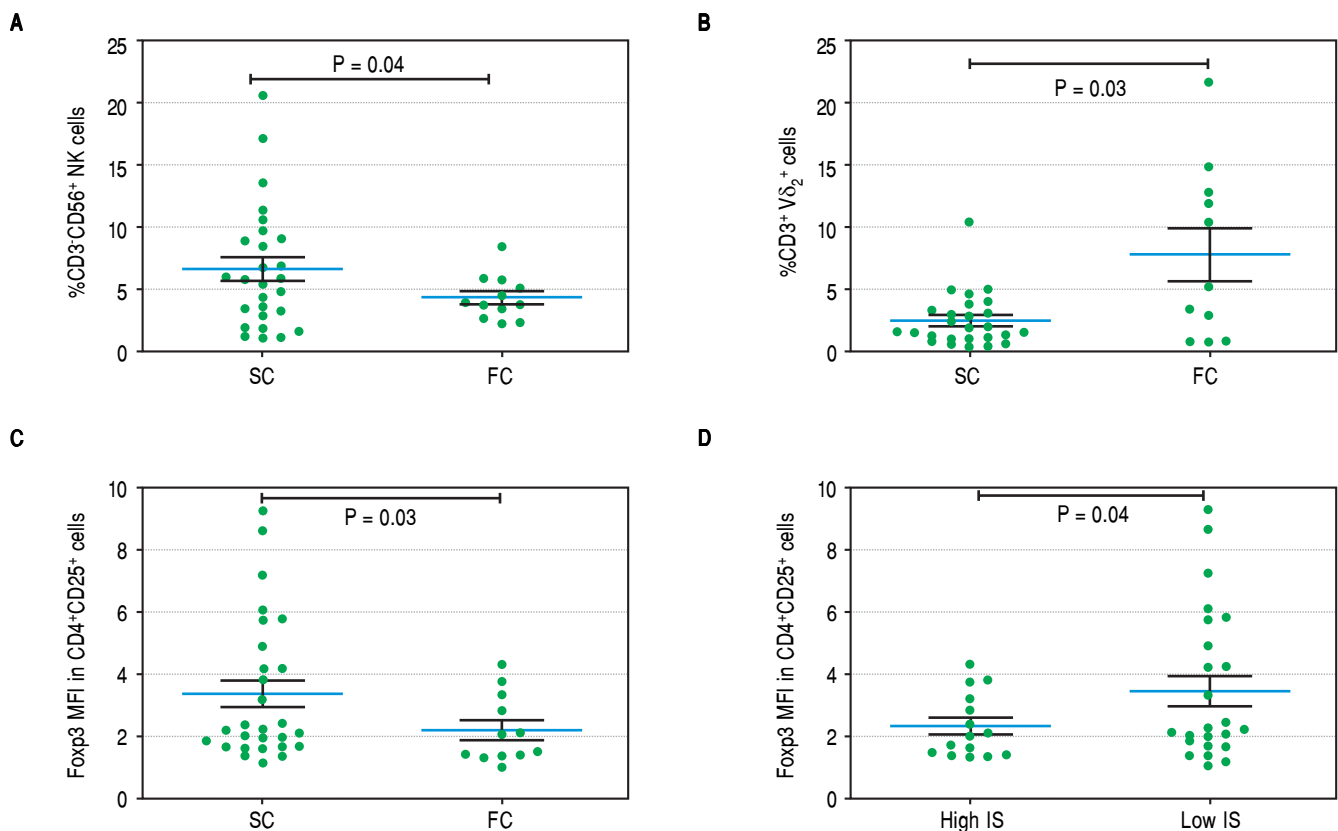 A
%CD3⁻CD56⁺ NK cells
25
20
15
10
5
0
P = 0.04
SC
FC
B
%CD3⁺ Vδ₂⁺ cells
25
20
15
10
5
0
P = 0.03
SC
FC
C
Foxp3 MFI in CD4⁺CD25⁺ cells
10
8
6
4
2
0
P = 0.03
SC
FC
D
Foxp3 MFI in CD4⁺CD25⁺ cells
10
8
6
4
2
0
P = 0.04
High IS
Low IS